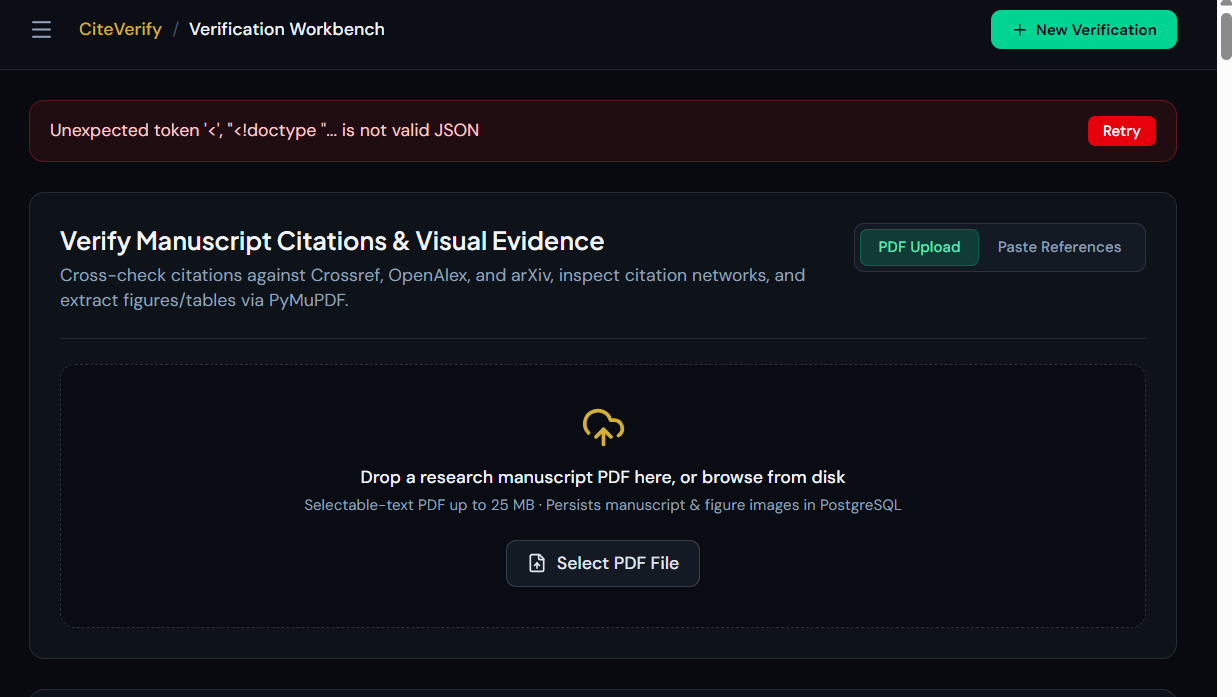 CiteVerify / Verification Workbench
+ New Verification
Unexpected token '<', "<!doctype "... is not valid JSON
Retry
Verify Manuscript Citations & Visual Evidence
Cross-check citations against Crossref, OpenAlex, and arXiv, inspect citation networks, and
extract figures/tables via PyMuPDF.
PDF Upload
Paste References
Drop a research manuscript PDF here, or browse from disk
Selectable-text PDF up to 25 MB · Persists manuscript & figure images in PostgreSQL
Select PDF File